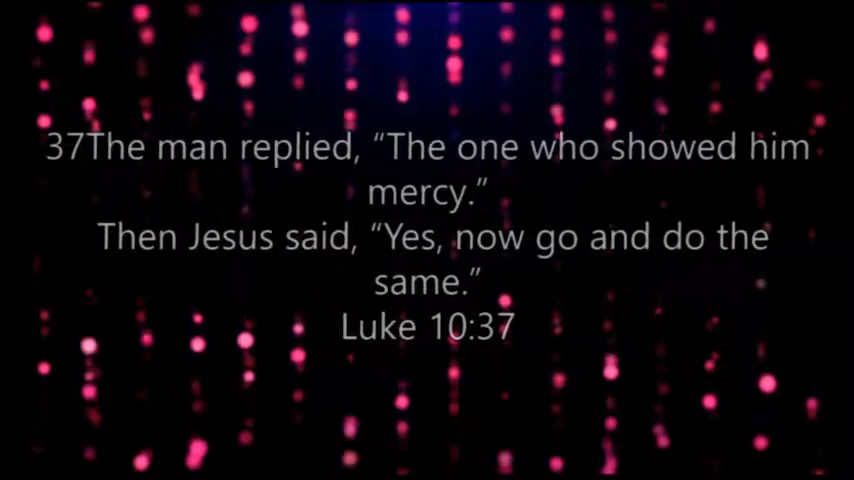 37The man replied, “The one who showed him
mercy.”
Then Jesus said, “Yes, now go and do the
same.”
Luke 10:37